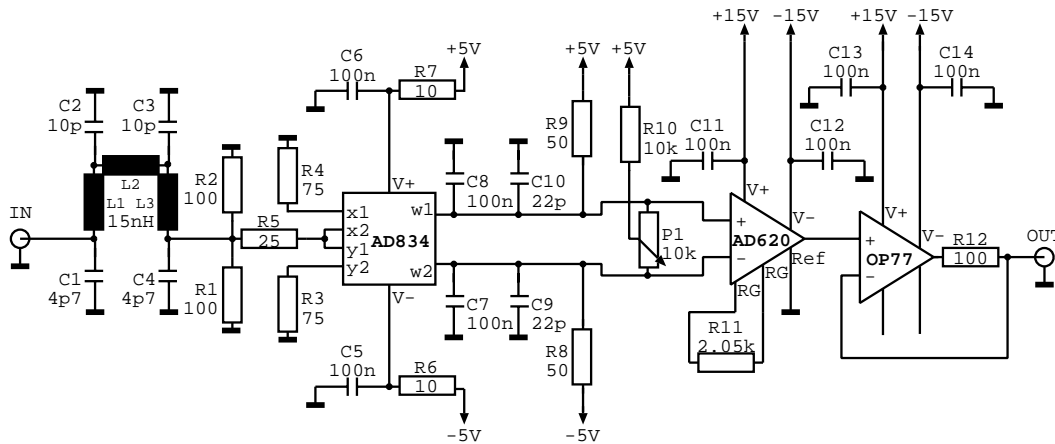 +15V
-15V
+15V
-15V
C6
100n
+5V
R7
10
+5V
+5V
C13
100n
C14
100n
C2
10p
C3
10p
R9
50
R10
10k
C11
100n
C12
100n
L2
L1 L3
15nH
R2
100
R4
75
C8
100n
C10
22p
V+
V+
V-
V+
V-
IN
R5
25
x1
x2
y1
y2
AD834
w1
w2
P1
10k
+
AD620
-
Ref
RG
RG
+
OP77
-
R12
100
OUT
C1
4p7
C4
4p7
R1
100
R3
75
V-
C7
100n
C9
22p
R11
2.05k
C5
100n
R6
10
R8
50
-5V
-5V